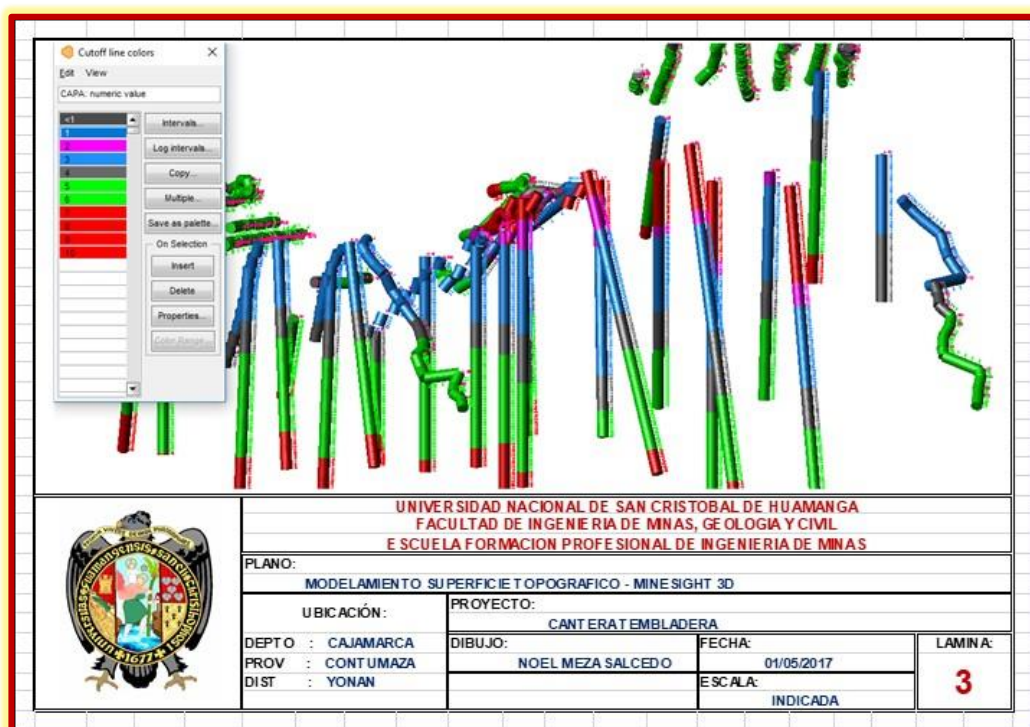 Cutoff line colors
Edit View
CAPA: numeric value
<1
1
2
3
4
5
6
10
Intervals...
Log intervals...
Copy...
Multiple...
Save as palette...
On Selection
Insert
Delete
Properties...
Color Range...
UNIVERSIDAD NACIONAL DE SAN CRISTOBAL DE HUAMANGA
FACULTAD DE INGENIERIA DE MINAS, GEOLOGIA Y CIVIL
ESCUELA FORMACION PROFESIONAL DE INGENIERIA DE MINAS
PLANO:
MODELAMIENTO SUPERFICIE TOPOGRAFICO - MINESIGHT 3D
UBICACIÓN:
DEPTO : CAJAMARCA
PROV : CONTUMAZA
DIST : YONAN
PROYECTO:
CANTERA TEMBLADERA
DIBUJO:
NOEL MEZA SALCEDO
FECHA:
01/05/2017
ESCALA:
INDICADA
LAMINA:
3
1677